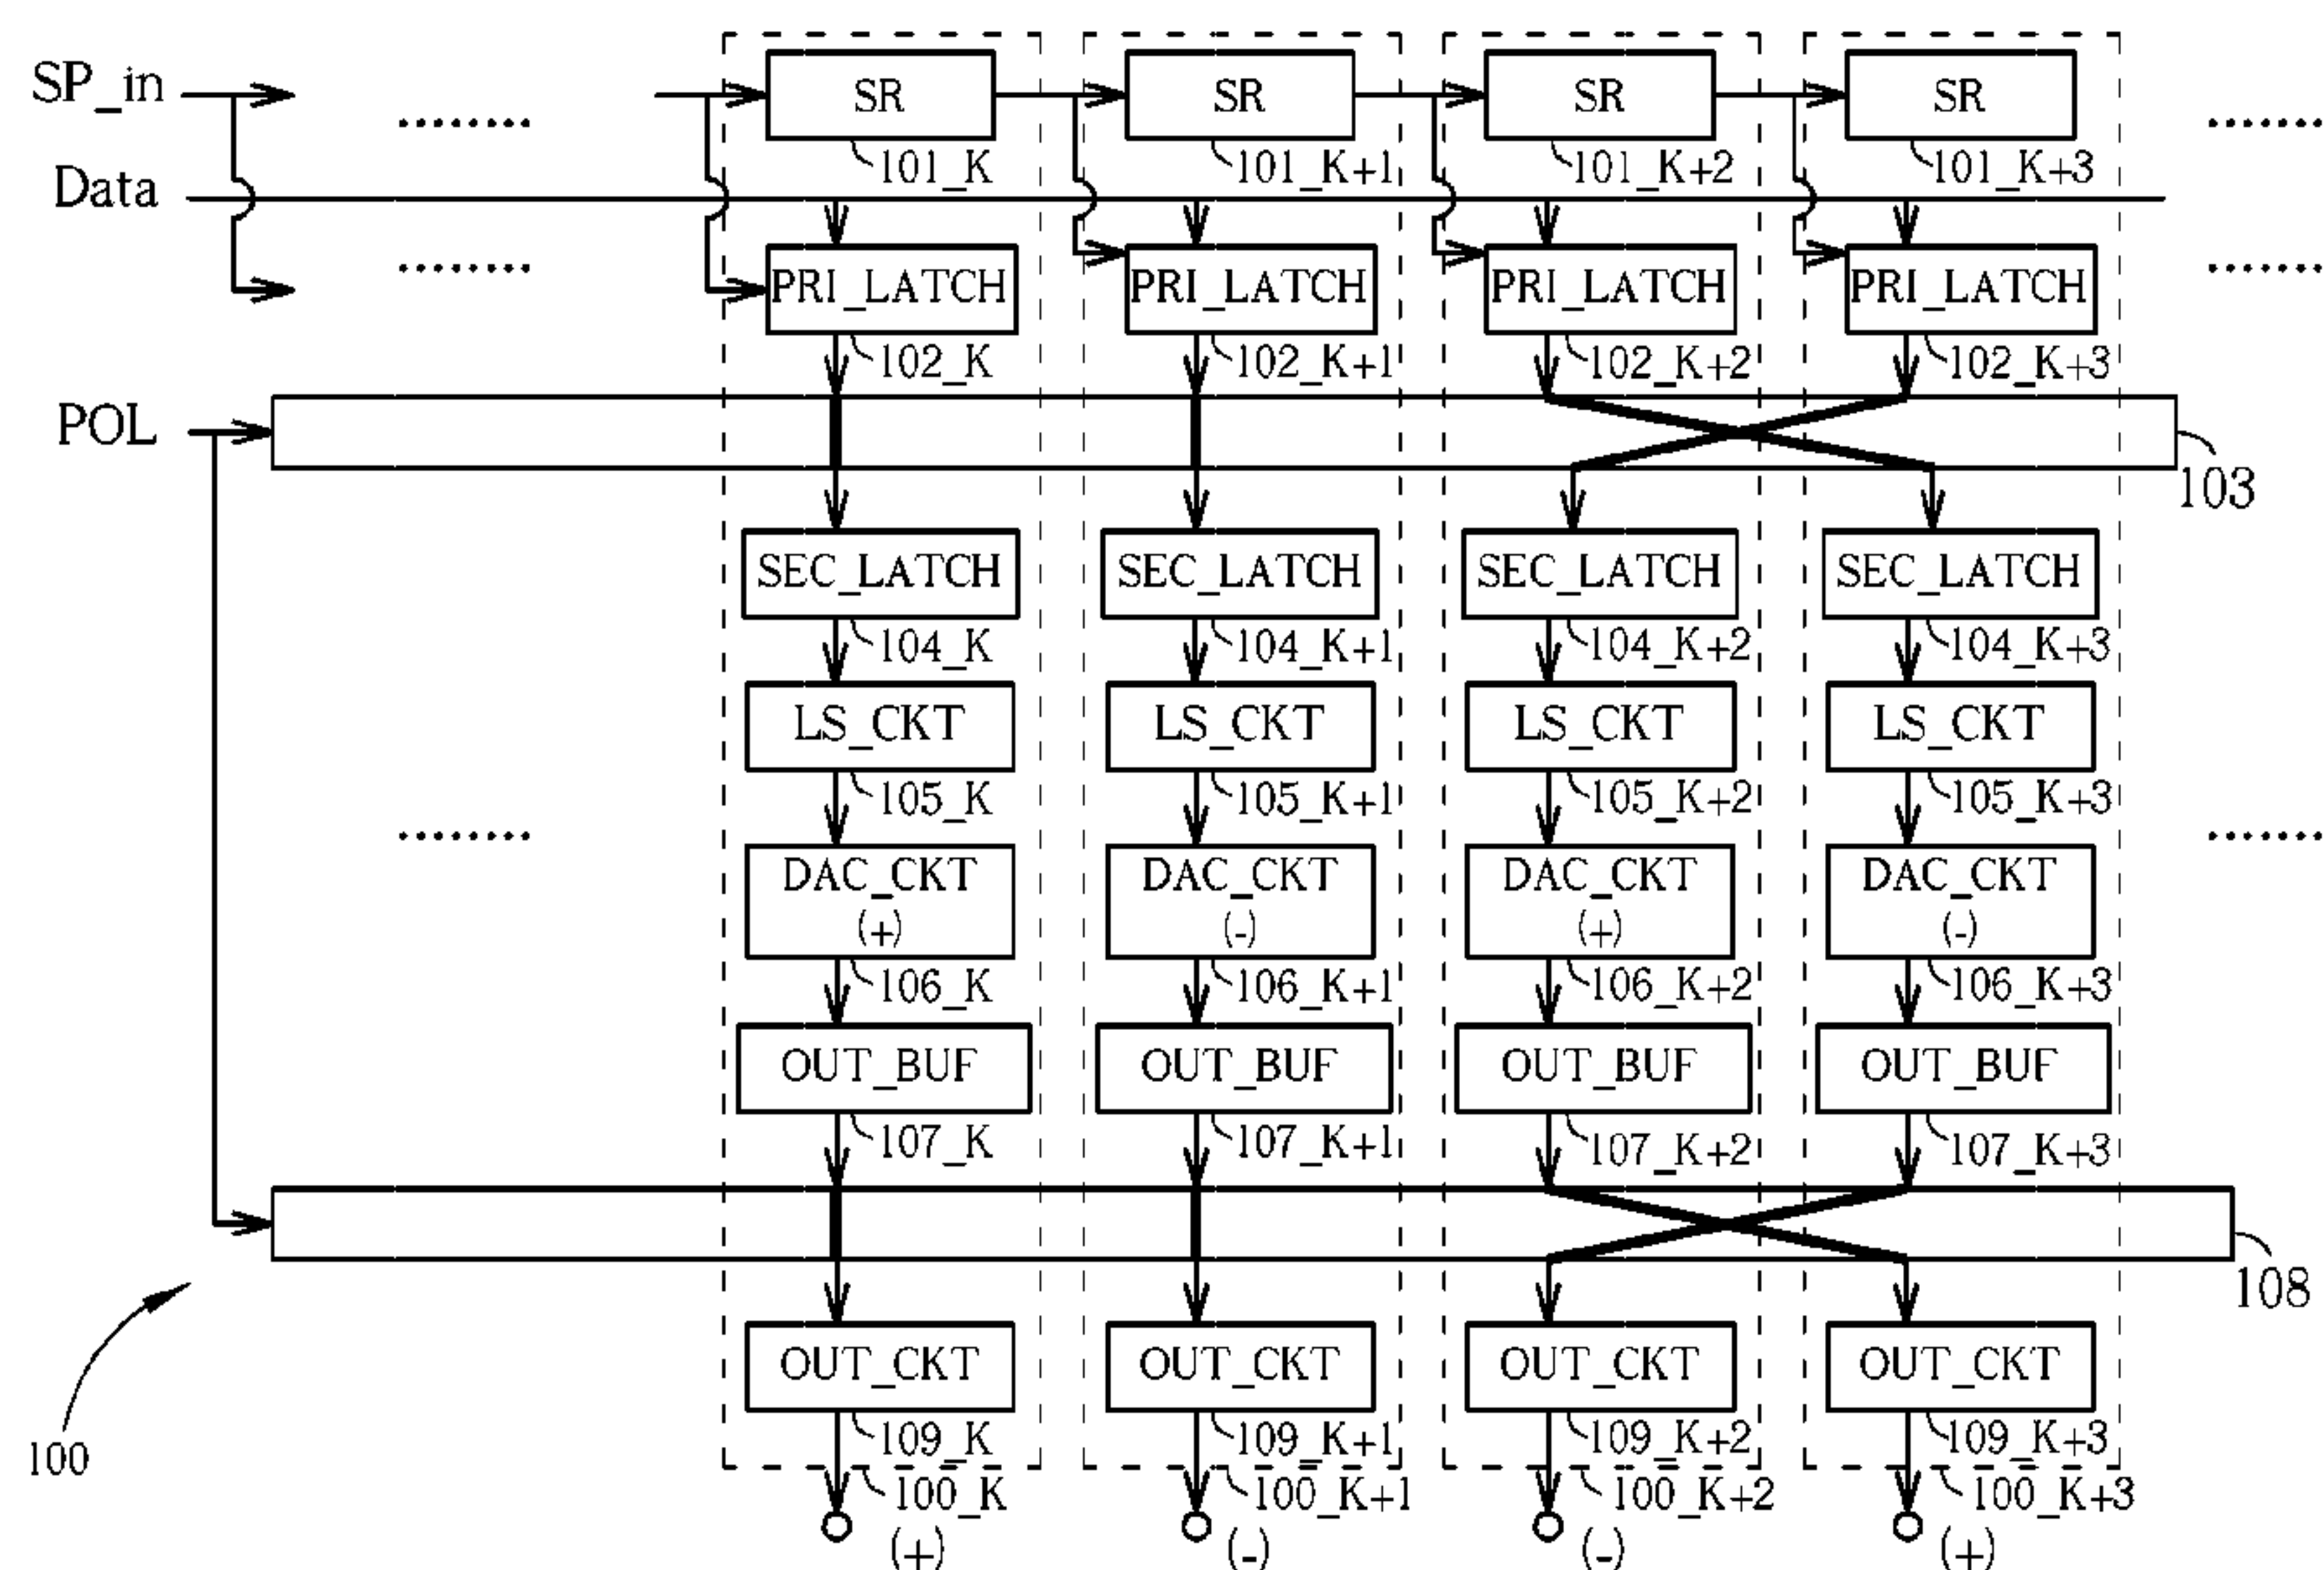 SP_in
SR
SR
SR
SR
101_K
101_K+1
101_K+2
101_K+3
Data
PRI_LATCH
PRI_LATCH
PRI_LATCH
PRI_LATCH
102_K
102_K+1
102_K+2
102_K+3
POL
103
SEC_LATCH
SEC_LATCH
SEC_LATCH
SEC_LATCH
104_K
104_K+1
104_K+2
104_K+3
LS_CKT
LS_CKT
LS_CKT
LS_CKT
105_K
105_K+1
105_K+2
105_K+3
DAC_CKT
(+)
DAC_CKT
(-)
DAC_CKT
(+)
DAC_CKT
(-)
106_K
106_K+1
106_K+2
106_K+3
OUT_BUF
OUT_BUF
OUT_BUF
OUT_BUF
107_K
107_K+1
107_K+2
107_K+3
108
OUT_CKT
OUT_CKT
OUT_CKT
OUT_CKT
109_K
109_K+1
109_K+2
109_K+3
100
100_K
100_K+1
100_K+2
100_K+3
(+)
(-)
(-)
(+)